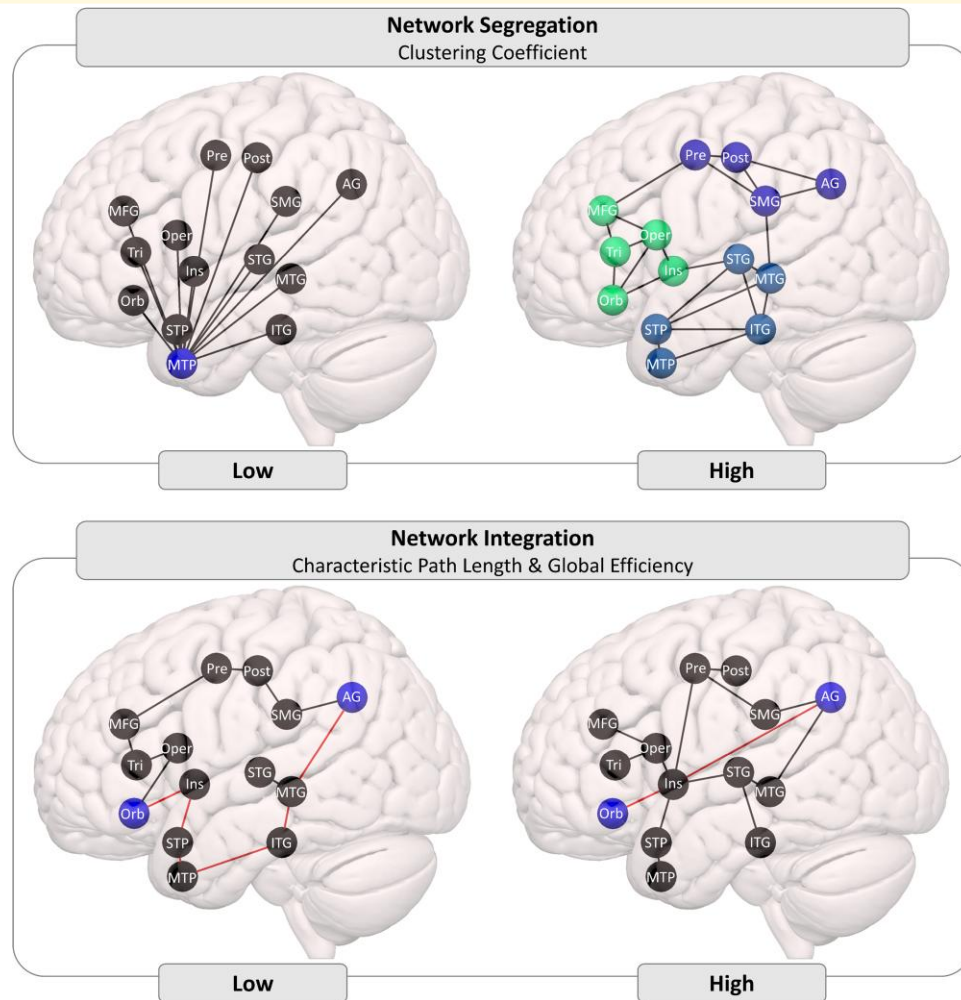 Network Segregation
Clustering Coefficient
Pre Post
AG
MFG SMG
Oper
Tri STG
Ins MTG
Orb
STP ITG
MTP
Pre Post
AG
MFG SMG
Oper
Tri STG
Ins MTG
Orb
STP ITG
MTP
Low High
Network Integration
Characteristic Path Length & Global Efficiency
Pre Post
AG
MFG SMG
Oper
Tri STG
Ins MTG
Orb
STP ITG
MTP
Pre Post
AG
MFG SMG
Oper
Tri STG
Ins MTG
Orb
STP ITG
MTP
Low High